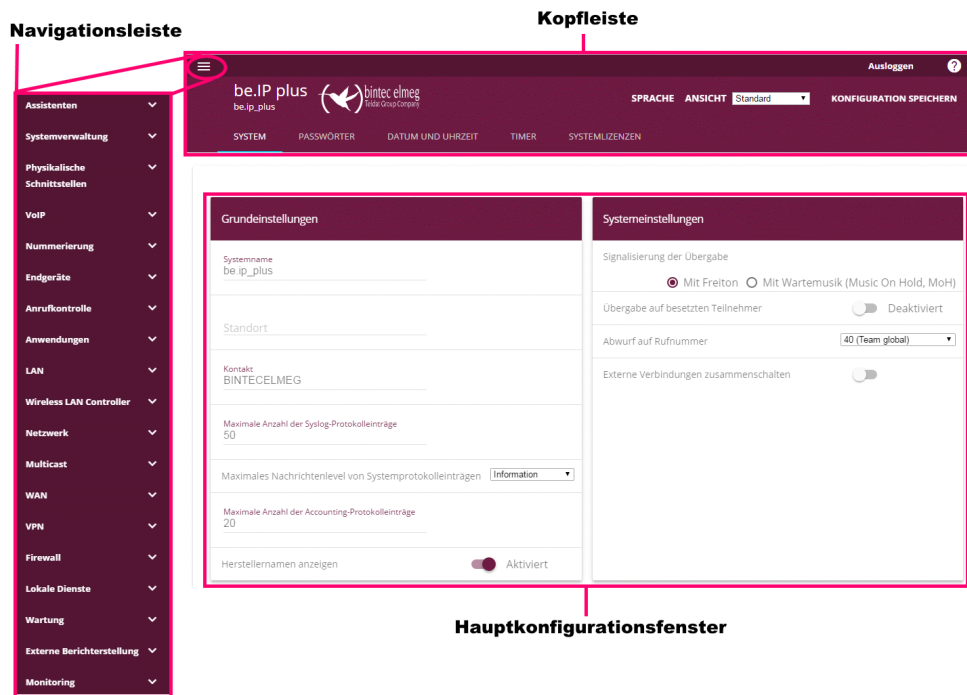 Navigationsleiste
Kopfleiste
Ausloggen ?
be.IP plus
be.ip_plus
bintec elmeg
Teldat Group Company
SPRACHE ANSICHT Standard KONFIGURATION SPEICHERN
SYSTEM PASSWÖRTER DATUM UND UHRZEIT TIMER SYSTEMLIZENZEN
Assistenten
Systemverwaltung
Physikalische
Schnittstellen
VoIP
Nummerierung
Endgeräte
Anrufkontrolle
Anwendungen
LAN
Wireless LAN Controller
Netzwerk
Multicast
WAN
VPN
Firewall
Lokale Dienste
Wartung
Externe Berichterstellung
Monitoring
Grundeinstellungen
Systemname
be.ip_plus
Standort
Kontakt
BINTECELMEG
Maximale Anzahl der Syslog-Protokolleinträge
50
Maximales Nachrichtenlevel von Systemprotokolleinträgen Information
Maximale Anzahl der Accounting-Protokolleinträge
20
Herstellernamen anzeigen Aktiviert
Systemeinstellungen
Signalisierung der Übergabe
Mit Freiton Mit Wartemusik (Music On Hold, MoH)
Übergabe auf besetzten Teilnehmer Deaktiviert
Abwurf auf Rufnummer 40 (Team global)
Externe Verbindungen zusammenschalten
Hauptkonfigurationsfenster